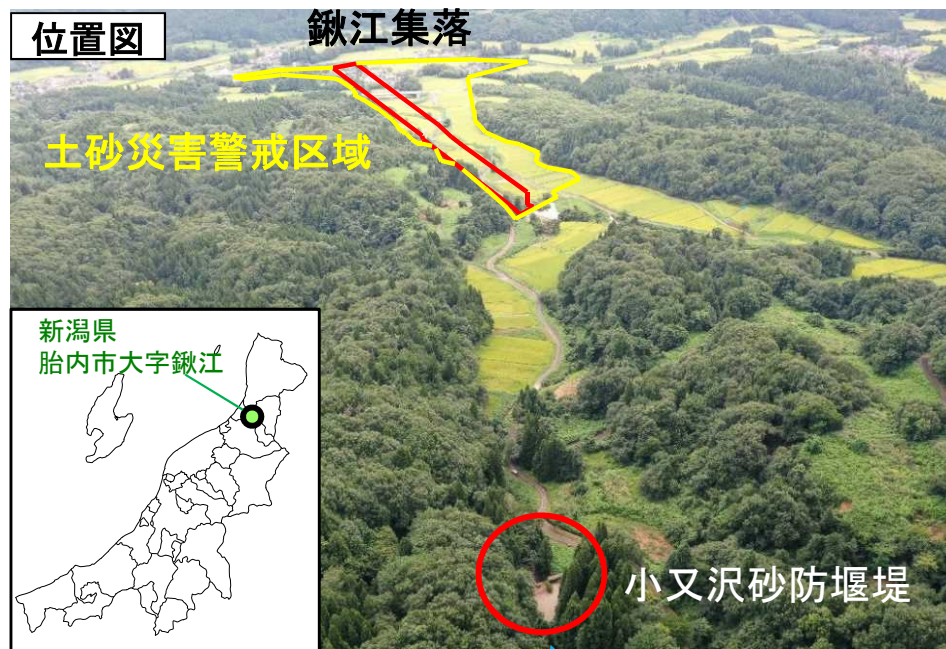 位置図
鍬江集落
土砂災害警戒区域
新潟県
胎内市大字鍬江
小又沢砂防堰堤